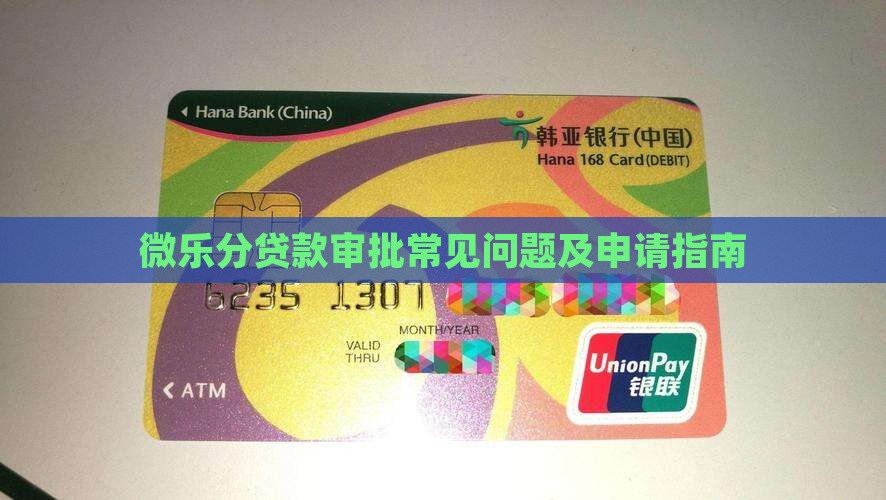 Hana Bank (China)
韩亚银行(中国)
Hana 168 Card(DEBIT)
微乐分贷款审批常见问题及申请指南
6235 1307
MONTH/YEAR
VALID
THRU
UnionPay
银联
ATM